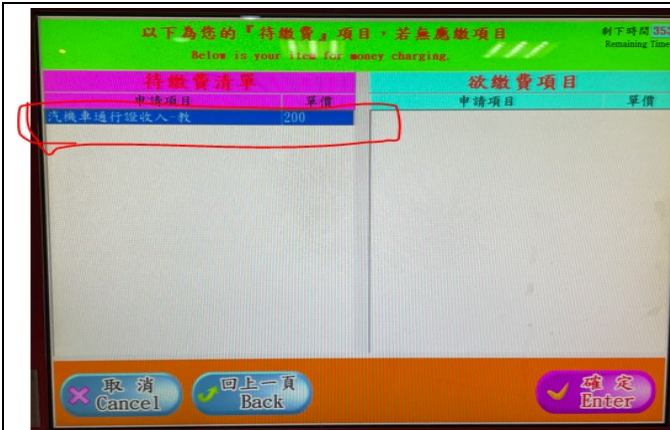 以下為您的『待繳費』項目，若無應繳項目
Below is your item for money charging.
剩下時間 353
Remaining Time
待繳費清單
欲繳費項目
申請項目 單價
申請項目 單價
汽機車通行證收入-教 200
取 消
Cancel
回上一頁
Back
確 定
Enter